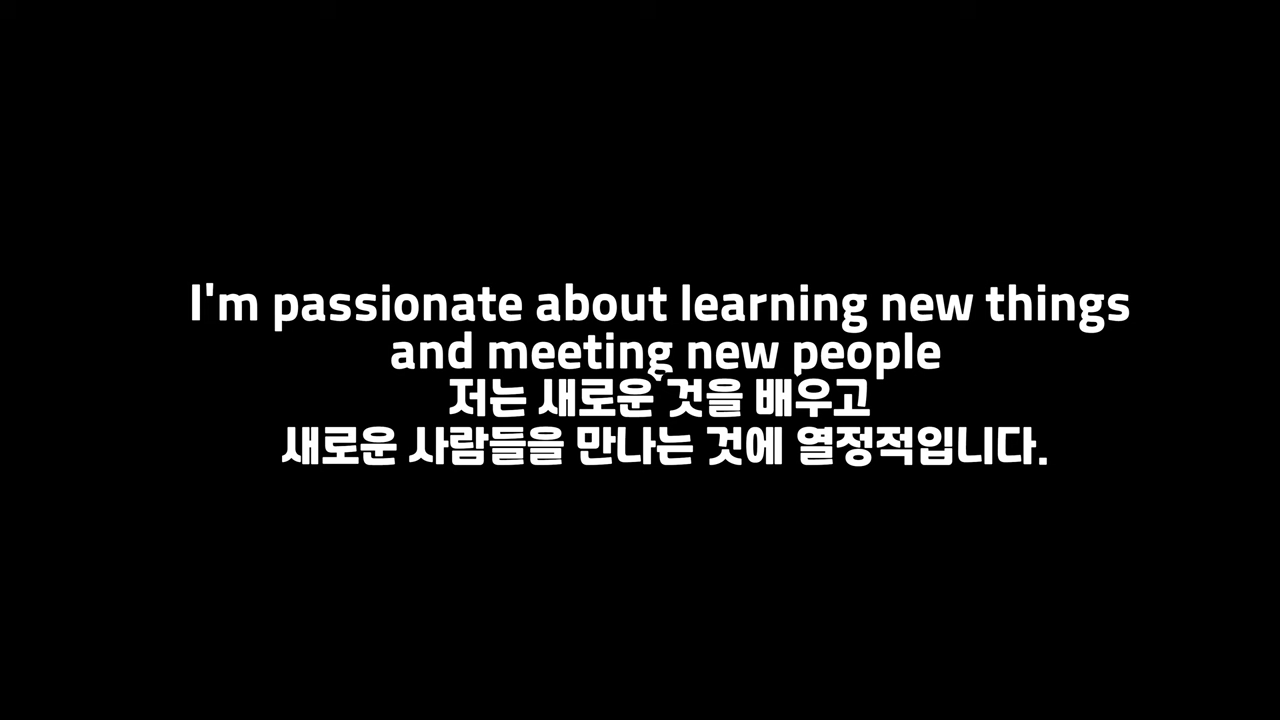 I'm passionate about learning new things
and meeting new people
저는 새로운 것을 배우고
새로운 사람들을 만나는 것에 열정적입니다.